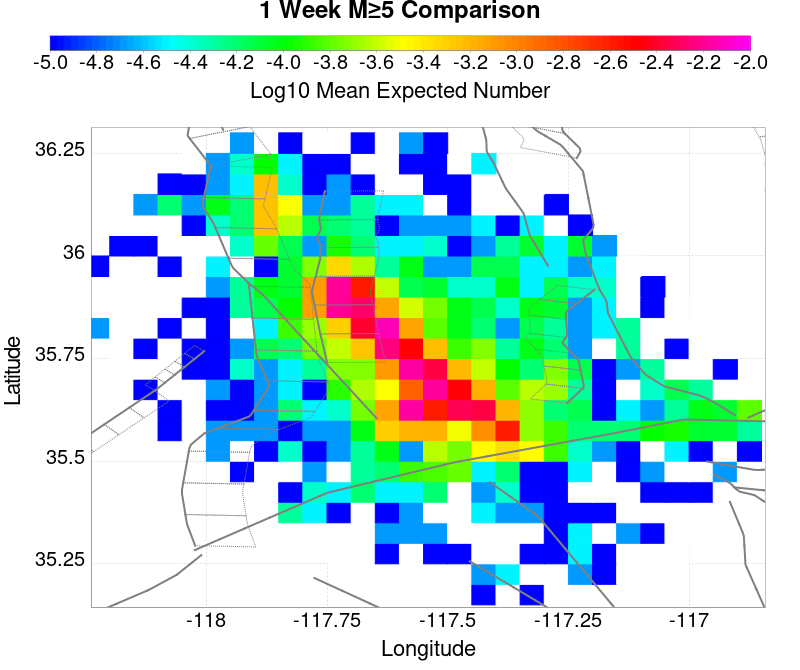 1 Week M≥5 Comparison
-5.0 -4.8 -4.6 -4.4 -4.2 -4.0 -3.8 -3.6 -3.4 -3.2 -3.0 -2.8 -2.6 -2.4 -2.2 -2.0
Log10 Mean Expected Number
36.25
36
35.75
35.5
35.25
Latitude
-118 -117.75 -117.5 -117.25 -117
Longitude